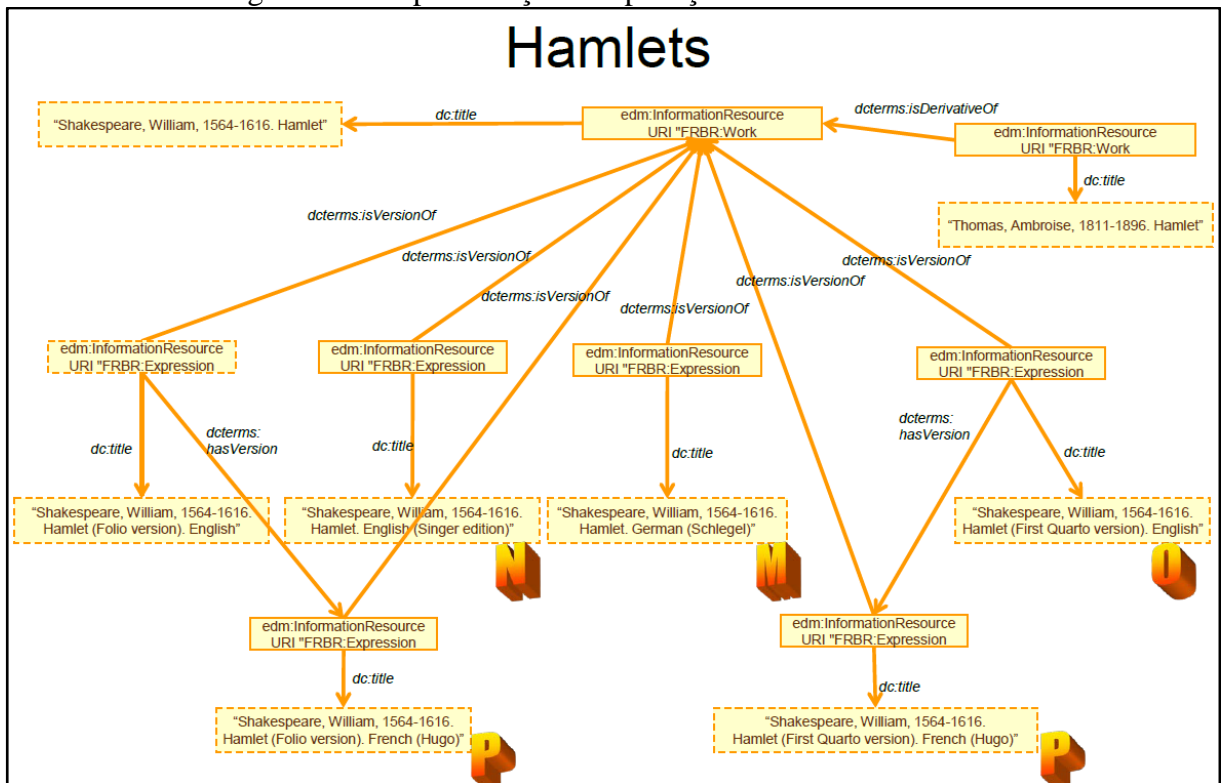 Hamlets
dcterms:isDerivativeOf
dc:title
edm:InformationResource
URI "FRBR:Work
"Shakespeare, William, 1564-1616. Hamlet"
edm:InformationResource
URI "FRBR:Work
dc:title
"Thomas, Ambroise, 1811-1896. Hamlet"
dcterms:isVersionOf
dcterms:isVersionOf
dcterms:isVersionOf
dcterms:isVersionOf
dcterms:isVersionOf
dcterms:isVersionOf
edm:InformationResource
URI "FRBR:Expression
edm:InformationResource
URI "FRBR:Expression
edm:InformationResource
URI "FRBR:Expression
edm:InformationResource
URI "FRBR:Expression
dc:title
dcterms:
hasVersion
dc:title
dc:title
dcterms:
hasVersion
dc:title
"Shakespeare, William, 1564-1616.
Hamlet (Folio version). English"
"Shakespeare, William, 1564-1616.
Hamlet. English (Singer edition)"
"Shakespeare, William, 1564-1616.
Hamlet. German (Schlegel)"
"Shakespeare, William, 1564-1616.
Hamlet (First Quarto version). English"
N
M
O
edm:InformationResource
URI "FRBR:Expression
edm:InformationResource
URI "FRBR:Expression
dc:title
dc:title
"Shakespeare, William, 1564-1616.
Hamlet (Folio version). French (Hugo)"
"Shakespeare, William, 1564-1616.
Hamlet (First Quarto version). French (Hugo)"
P
P